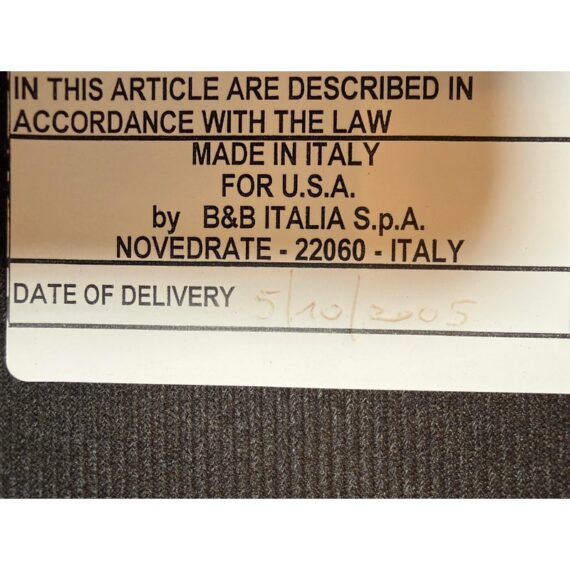 IN THIS ARTICLE ARE DESCRIBED IN
ACCORDANCE WITH THE LAW
MADE IN ITALY
FOR U.S.A.
by B&B ITALIA S.p.A.
NOVEDRATE - 22060 - ITALY
DATE OF DELIVERY 5/10/2005